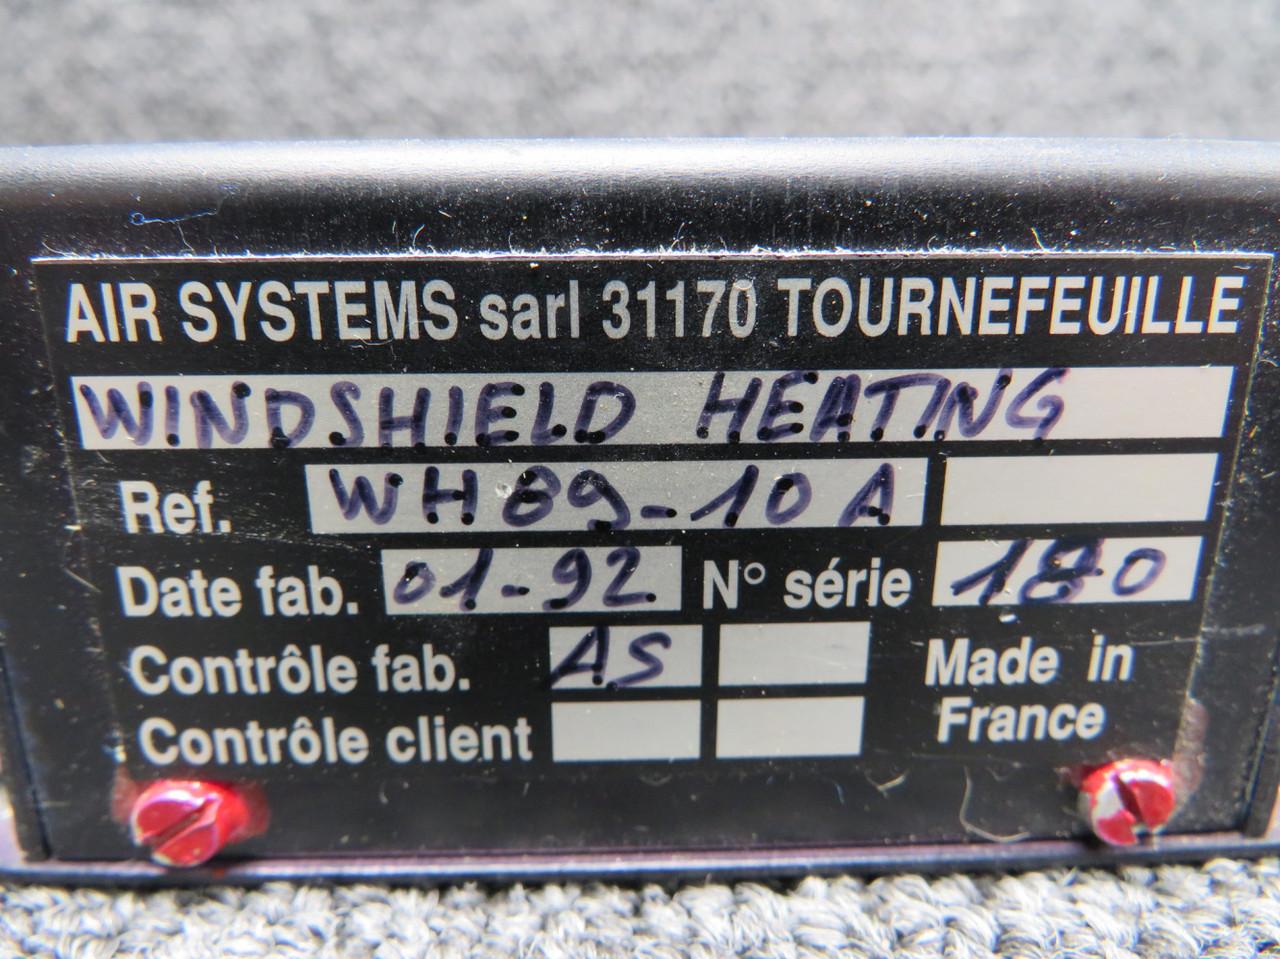 AIR SYSTEMS sarl 31170 TOURNEFEUILLE
WINDSHIELD HEATING
Ref. WH89-10A
Date fab. 01-92 N° série 180
Contrôle fab. AS
Contrôle client
Made in
France